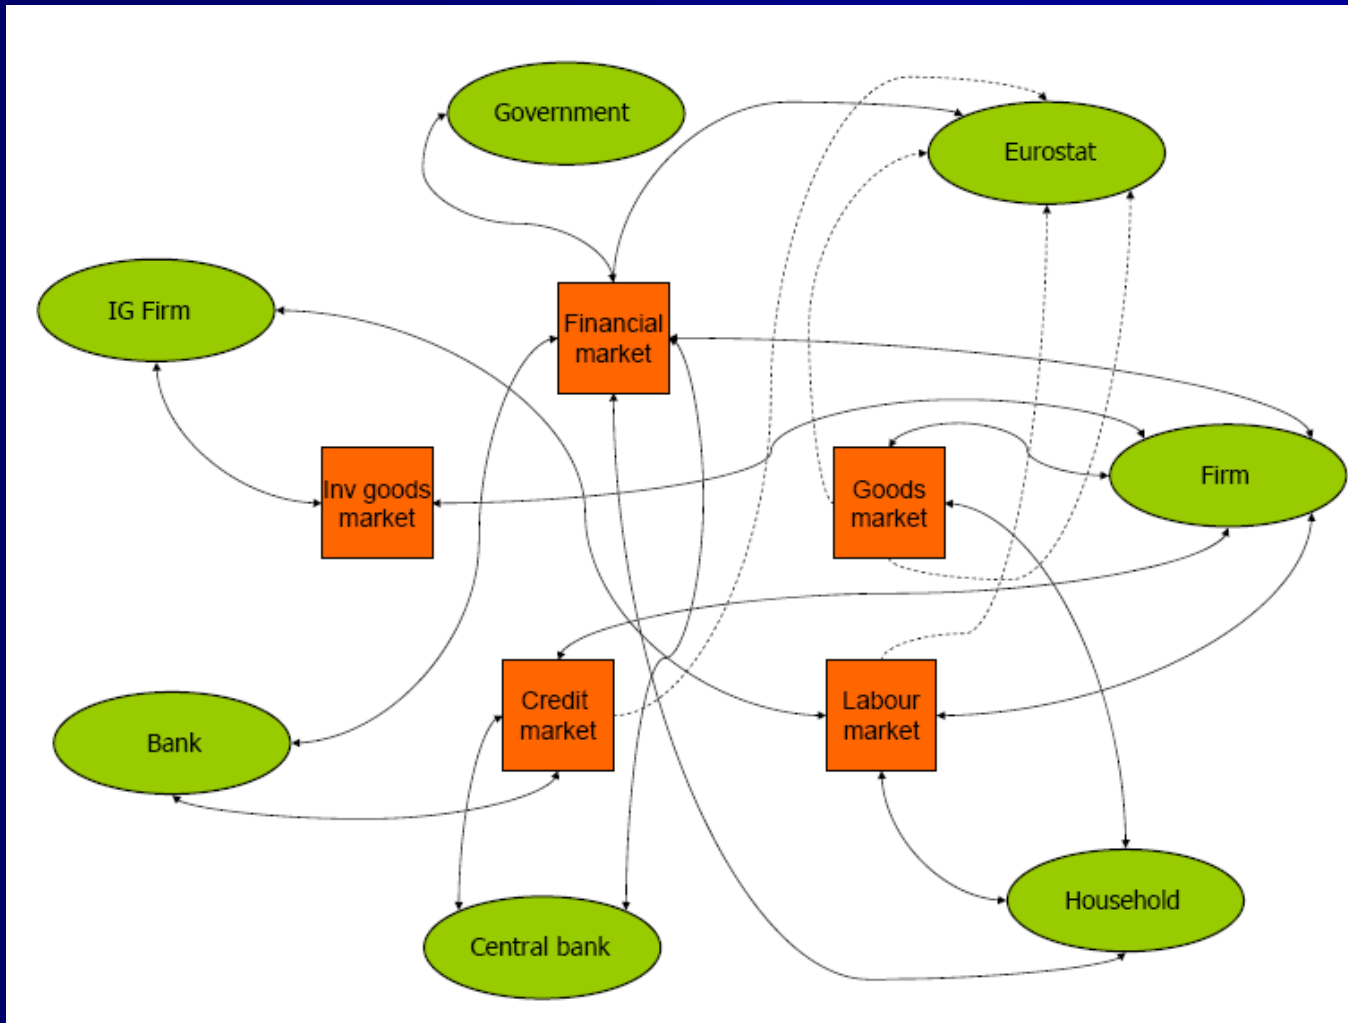 Government
Eurostat
IG Firm
Financial
market
Inv goods
market
Goods
market
Firm
Credit
market
Labour
market
Bank
Household
Central bank